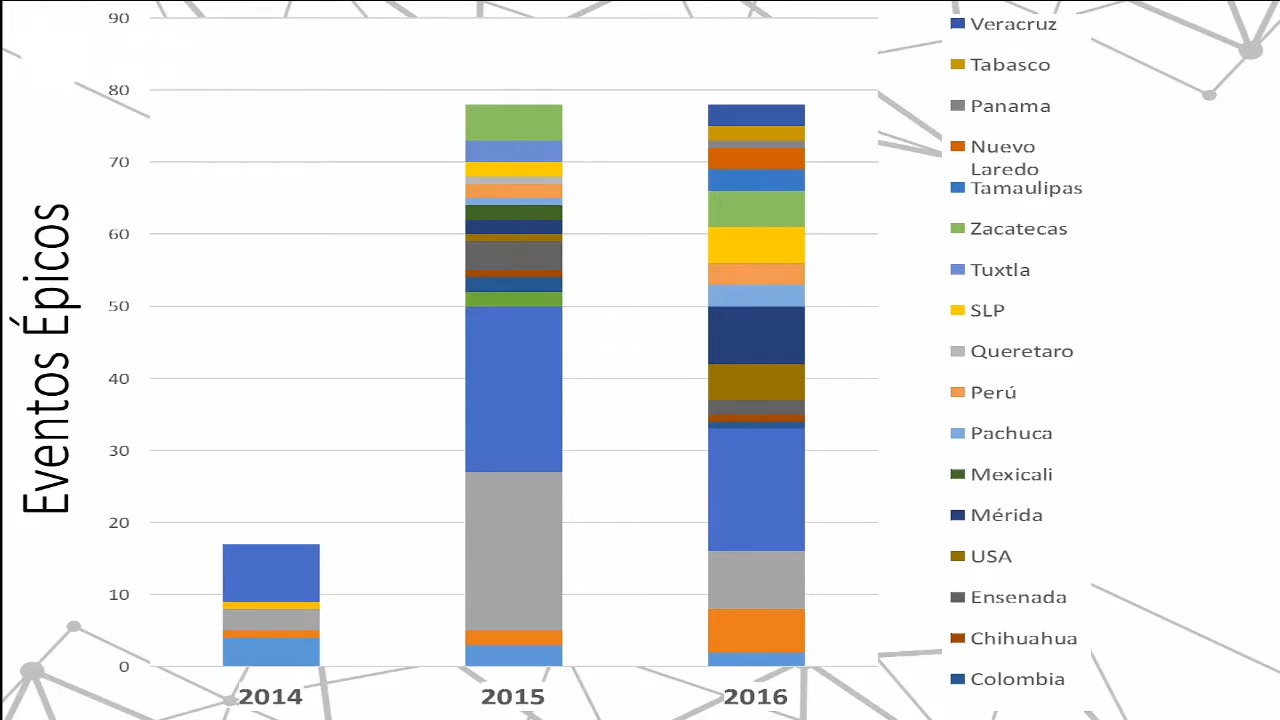 Eventos Épicos
90
80
70
60
50
40
30
20
10
0
2014
2015
2016
Veracruz
Tabasco
Panama
Nuevo
Laredo
Tamaulipas
Zacatecas
Tuxtla
SLP
Queretaro
Perú
Pachuca
Mexicali
Mérida
USA
Ensenada
Chihuahua
Colombia